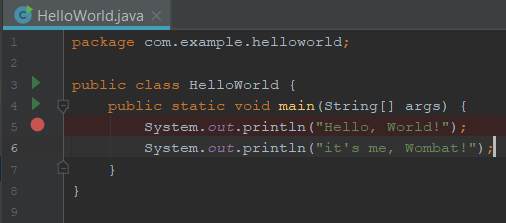 HelloWorld.java
1 package com.example.helloworld;
2
3 public class HelloWorld {
4 public static void main(String[] args) {
5 System.out.println("Hello, World!");
6 System.out.println("it's me, Wombat!");
7 }
8 }
9